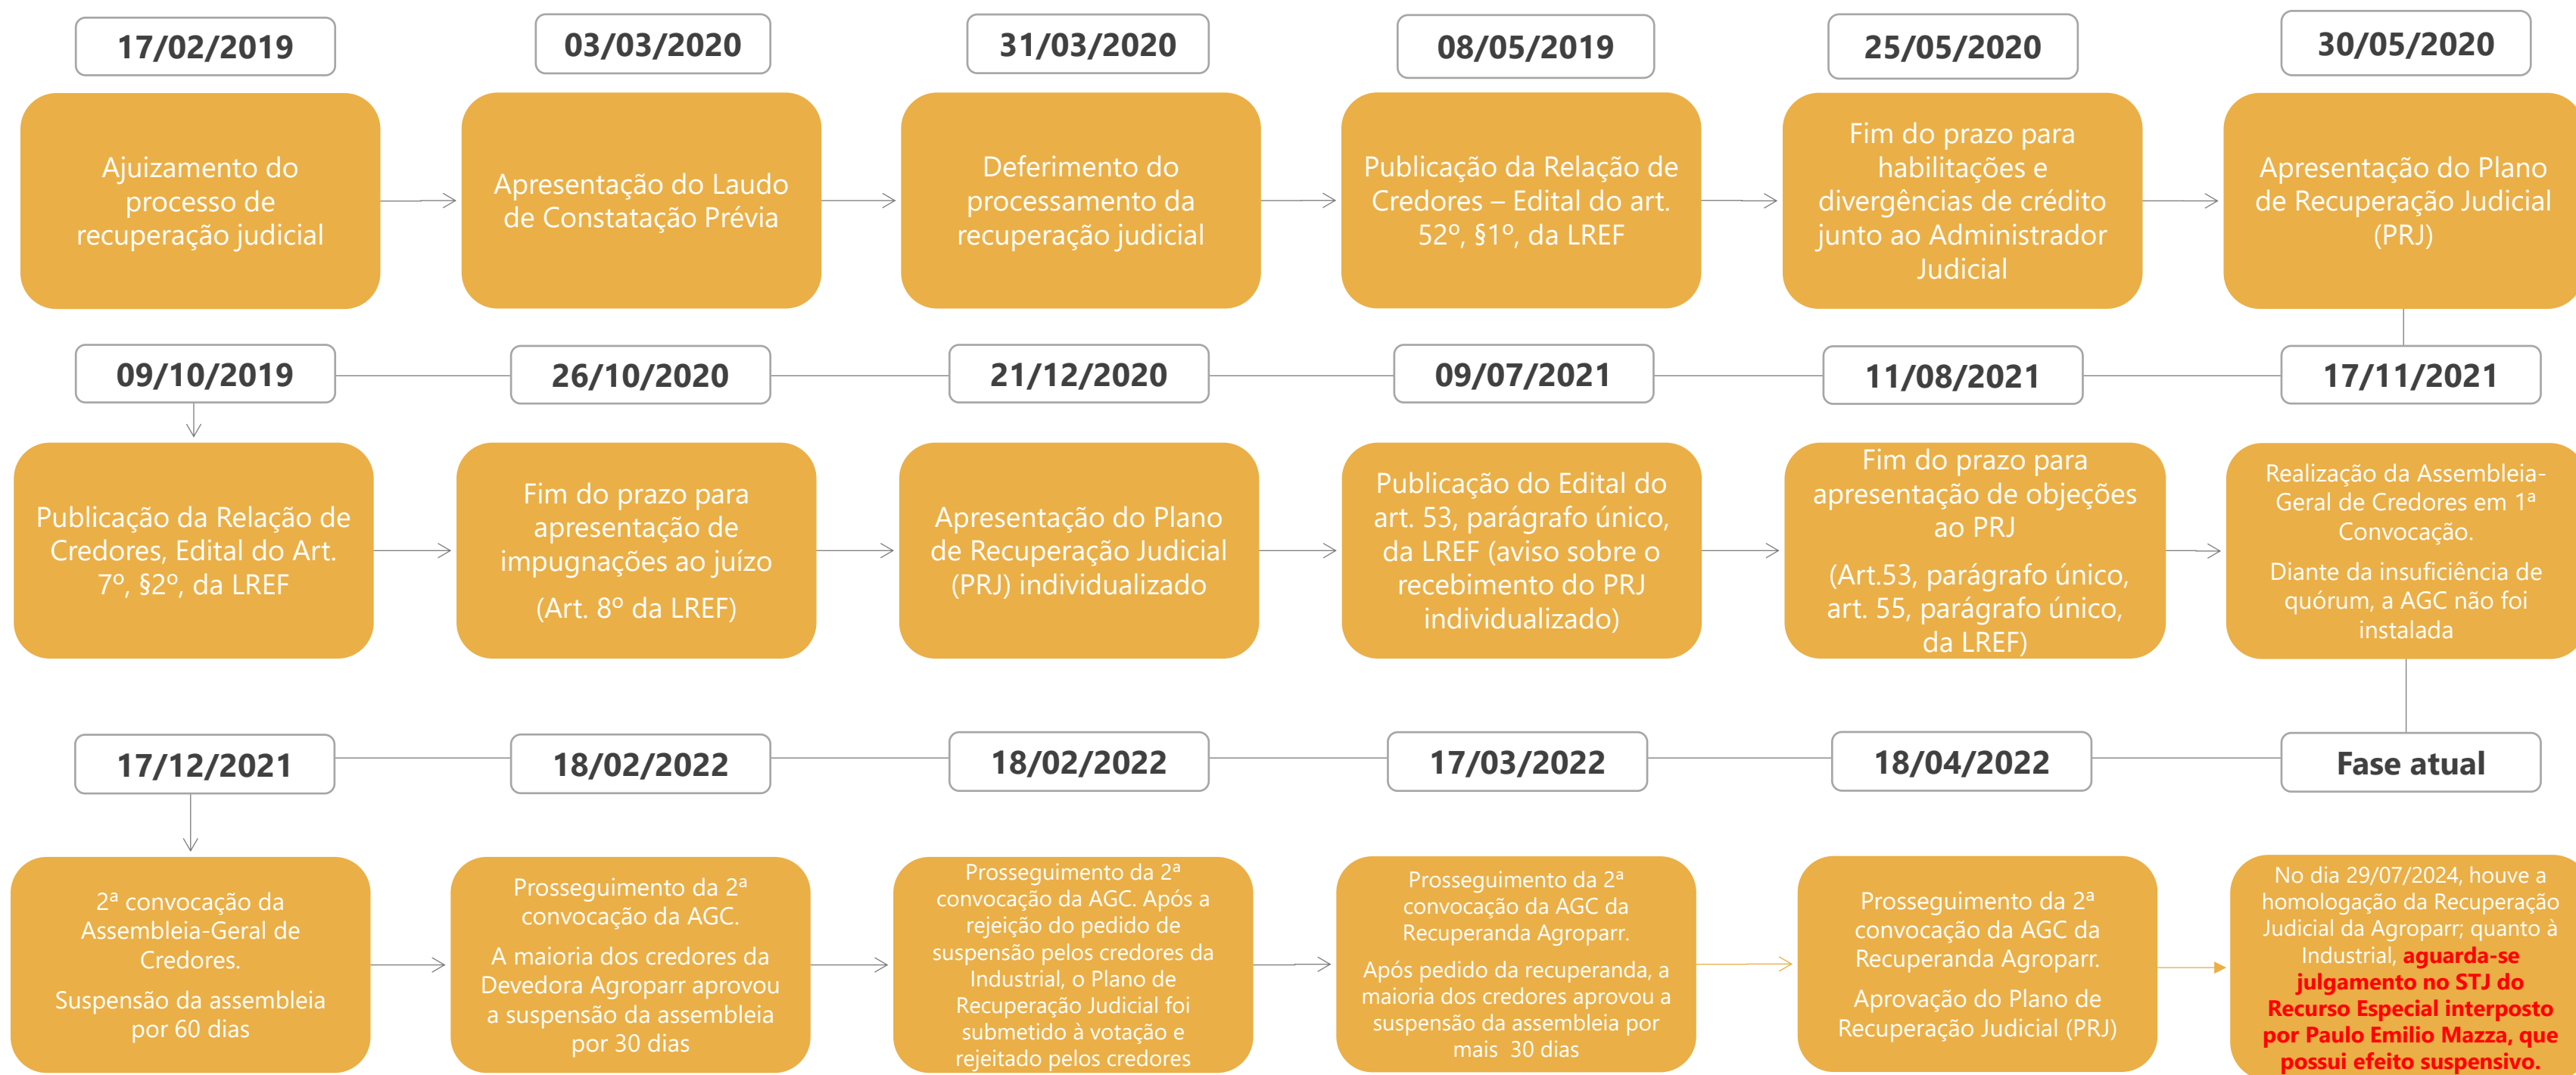 17/02/2019
03/03/2020
31/03/2020
08/05/2019
25/05/2020
30/05/2020
Ajuizamento do
processo de
recuperação judicial
Apresentação do Laudo
de Constatação Prévia
Deferimento do
processamento da
recuperação judicial
Publicação da Relação de
Credores – Edital do art.
52º, §1º, da LREF
Fim do prazo para
habilitações e
divergências de crédito
junto ao Administrador
Judicial
Apresentação do Plano
de Recuperação Judicial
(PRJ)
09/10/2019
26/10/2020
21/12/2020
09/07/2021
11/08/2021
17/11/2021
Publicação da Relação de
Credores, Edital do Art.
7º, §2º, da LREF
Fim do prazo para
apresentação de
impugnações ao juízo
(Art. 8º da LREF)
Apresentação do Plano
de Recuperação Judicial
(PRJ) individualizado
Publicação do Edital do
art. 53, parágrafo único,
da LREF (aviso sobre o
recebimento do PRJ
individualizado)
Fim do prazo para
apresentação de objeções
ao PRJ
(Art.53, parágrafo único,
art. 55, parágrafo único,
da LREF)
Realização da Assembleia-
Geral de Credores em 1ª
Convocação.
Diante da insuficiência de
quórum, a AGC não foi
instalada
17/12/2021
18/02/2022
18/02/2022
17/03/2022
18/04/2022
Fase atual
2ª convocação da
Assembleia-Geral de
Credores.
Suspensão da assembleia
por 60 dias
Prosseguimento da 2ª
convocação da AGC.
A maioria dos credores da
Devedora Agroparr aprovou
a suspensão da assembleia
por 30 dias
Prosseguimento da 2ª
convocação da AGC. Após a
rejeição do pedido de
suspensão pelos credores da
Industrial, o Plano de
Recuperação Judicial foi
submetido à votação e
rejeitado pelos credores
Prosseguimento da 2ª
convocação da AGC da
Recuperanda Agroparr.
Após pedido da recuperanda, a
maioria dos credores aprovou a
suspensão da assembleia por
mais 30 dias
Prosseguimento da 2ª
convocação da AGC da
Recuperanda Agroparr.
Aprovação do Plano de
Recuperação Judicial (PRJ)
No dia 29/07/2024, houve a
homologação da Recuperação
Judicial da Agroparr; quanto à
Industrial, aguarda-se
julgamento no STJ do
Recurso Especial interposto
por Paulo Emilio Mazza, que
possui efeito suspensivo.